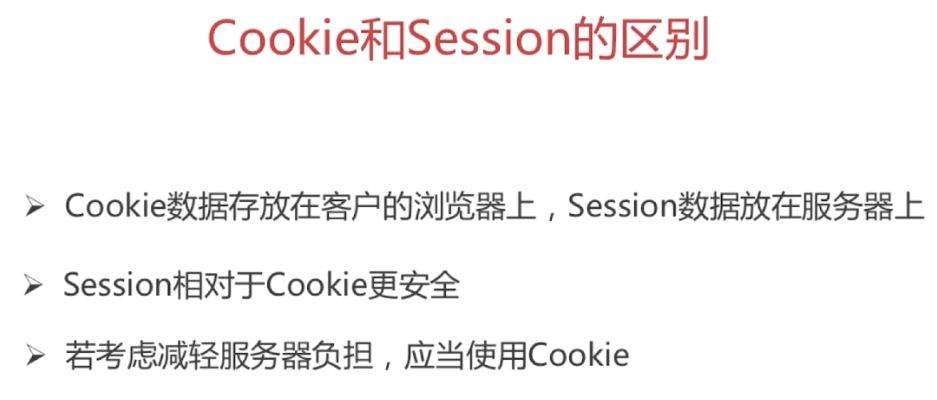 Cookie和Session的区别
➢ Cookie数据存放在客户的浏览器上，Session数据放在服务器上
➢ Session相对于Cookie更安全
➢ 若考虑减轻服务器负担，应当使用Cookie